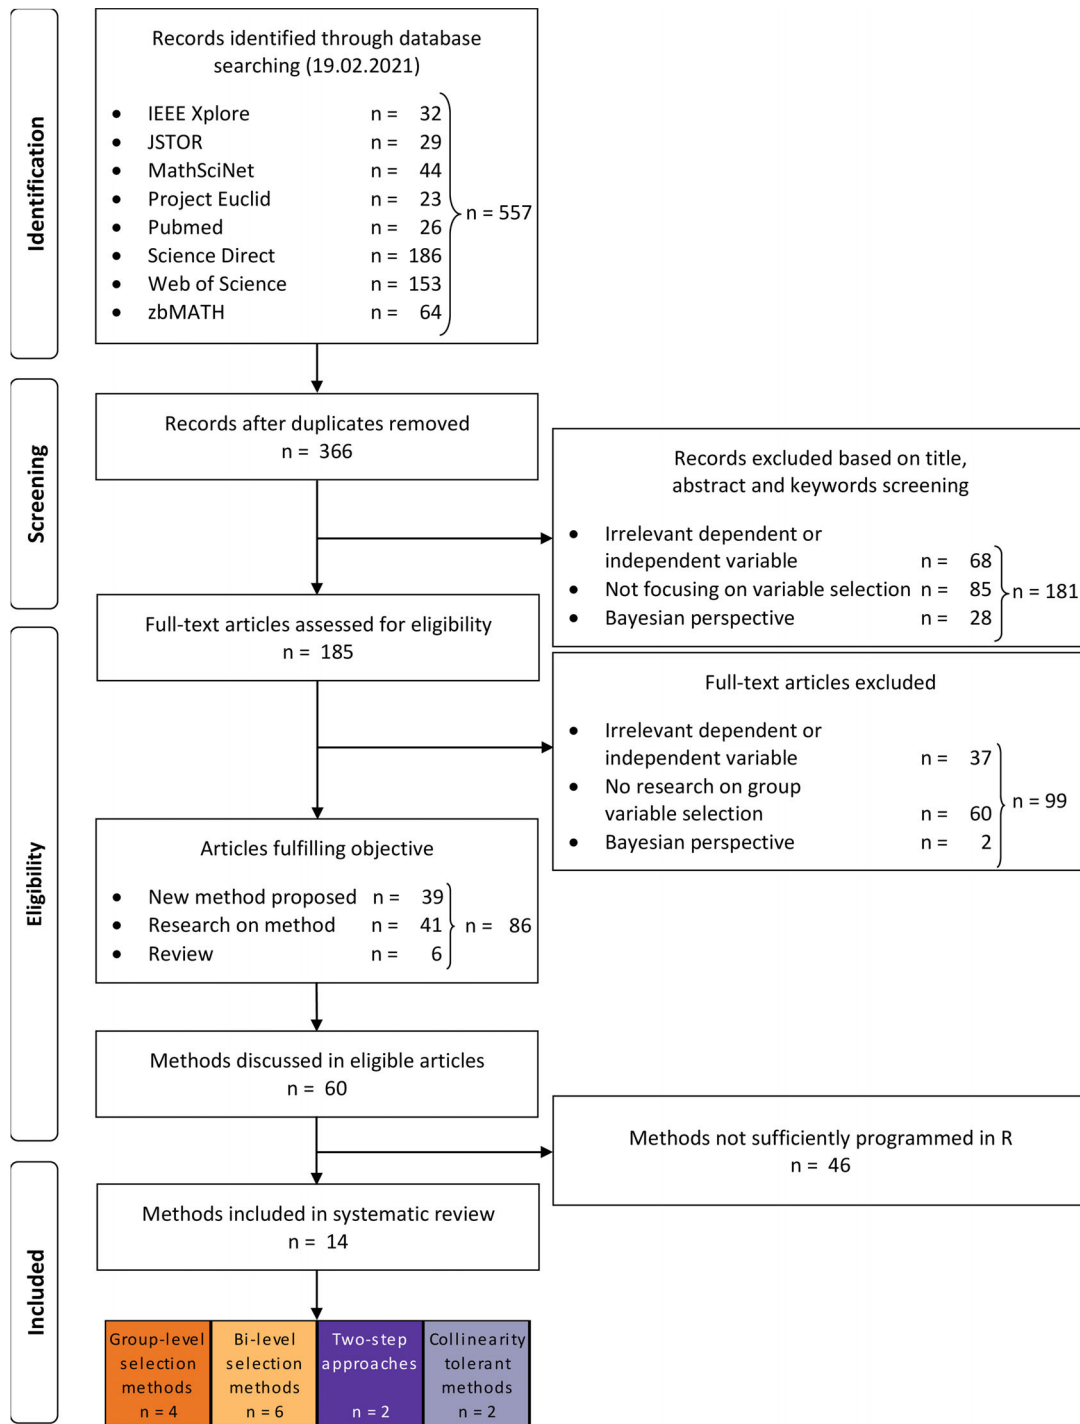 Identification
Records identified through database
searching (19.02.2021)
• IEEE Xplore n = 32
• JSTOR n = 29
• MathSciNet n = 44
• Project Euclid n = 23
• Pubmed n = 26
• Science Direct n = 186
• Web of Science n = 153
• zbMATH n = 64
n = 557
Screening
Records after duplicates removed
n = 366
Records excluded based on title,
abstract and keywords screening
• Irrelevant dependent or
independent variable n = 68
• Not focusing on variable selection n = 85
• Bayesian perspective n = 28
n = 181
Eligibility
Full-text articles assessed for eligibility
n = 185
Full-text articles excluded
• Irrelevant dependent or
independent variable n = 37
• No research on group
variable selection n = 60
• Bayesian perspective n = 2
n = 99
Articles fulfilling objective
• New method proposed n = 39
• Research on method n = 41
• Review n = 6
n = 86
Methods discussed in eligible articles
n = 60
Methods not sufficiently programmed in R
n = 46
Included
Methods included in systematic review
n = 14
Group-level
selection
methods
n = 4
Bi-level
selection
methods
n = 6
Two-step
approaches
n = 2
Collinearity
tolerant
methods
n = 2